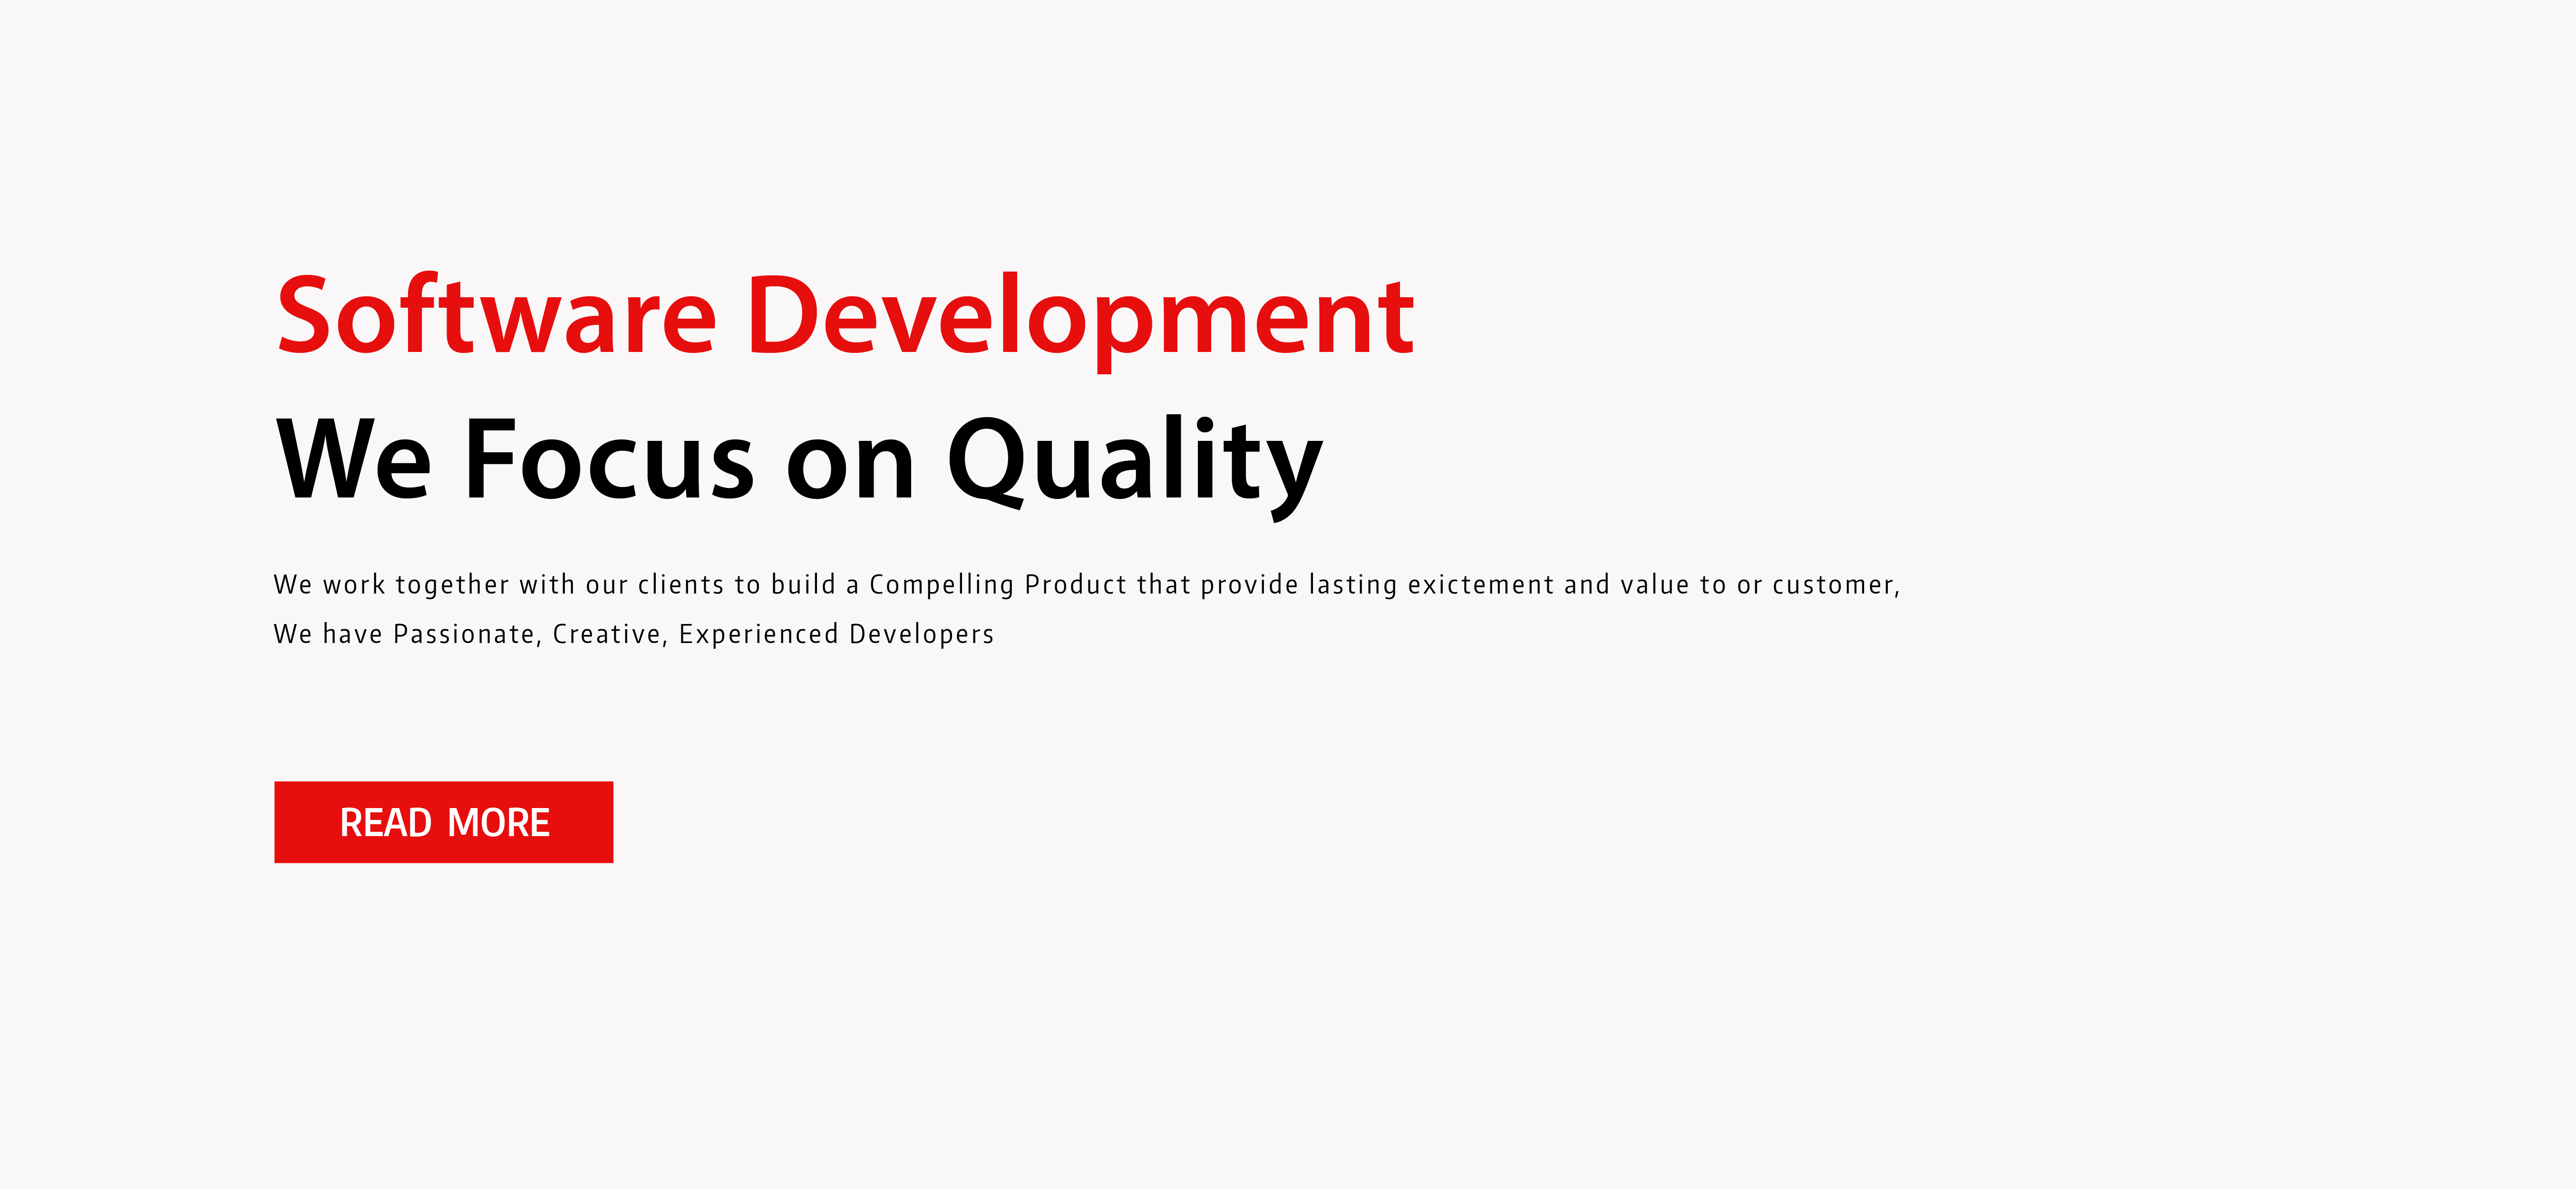 Software Development
We Focus on Quality
We work together with our clients to build a Compelling Product that provide lasting exictement and value to or customer,
We have Passionate, Creative, Experienced Developers
READ MORE